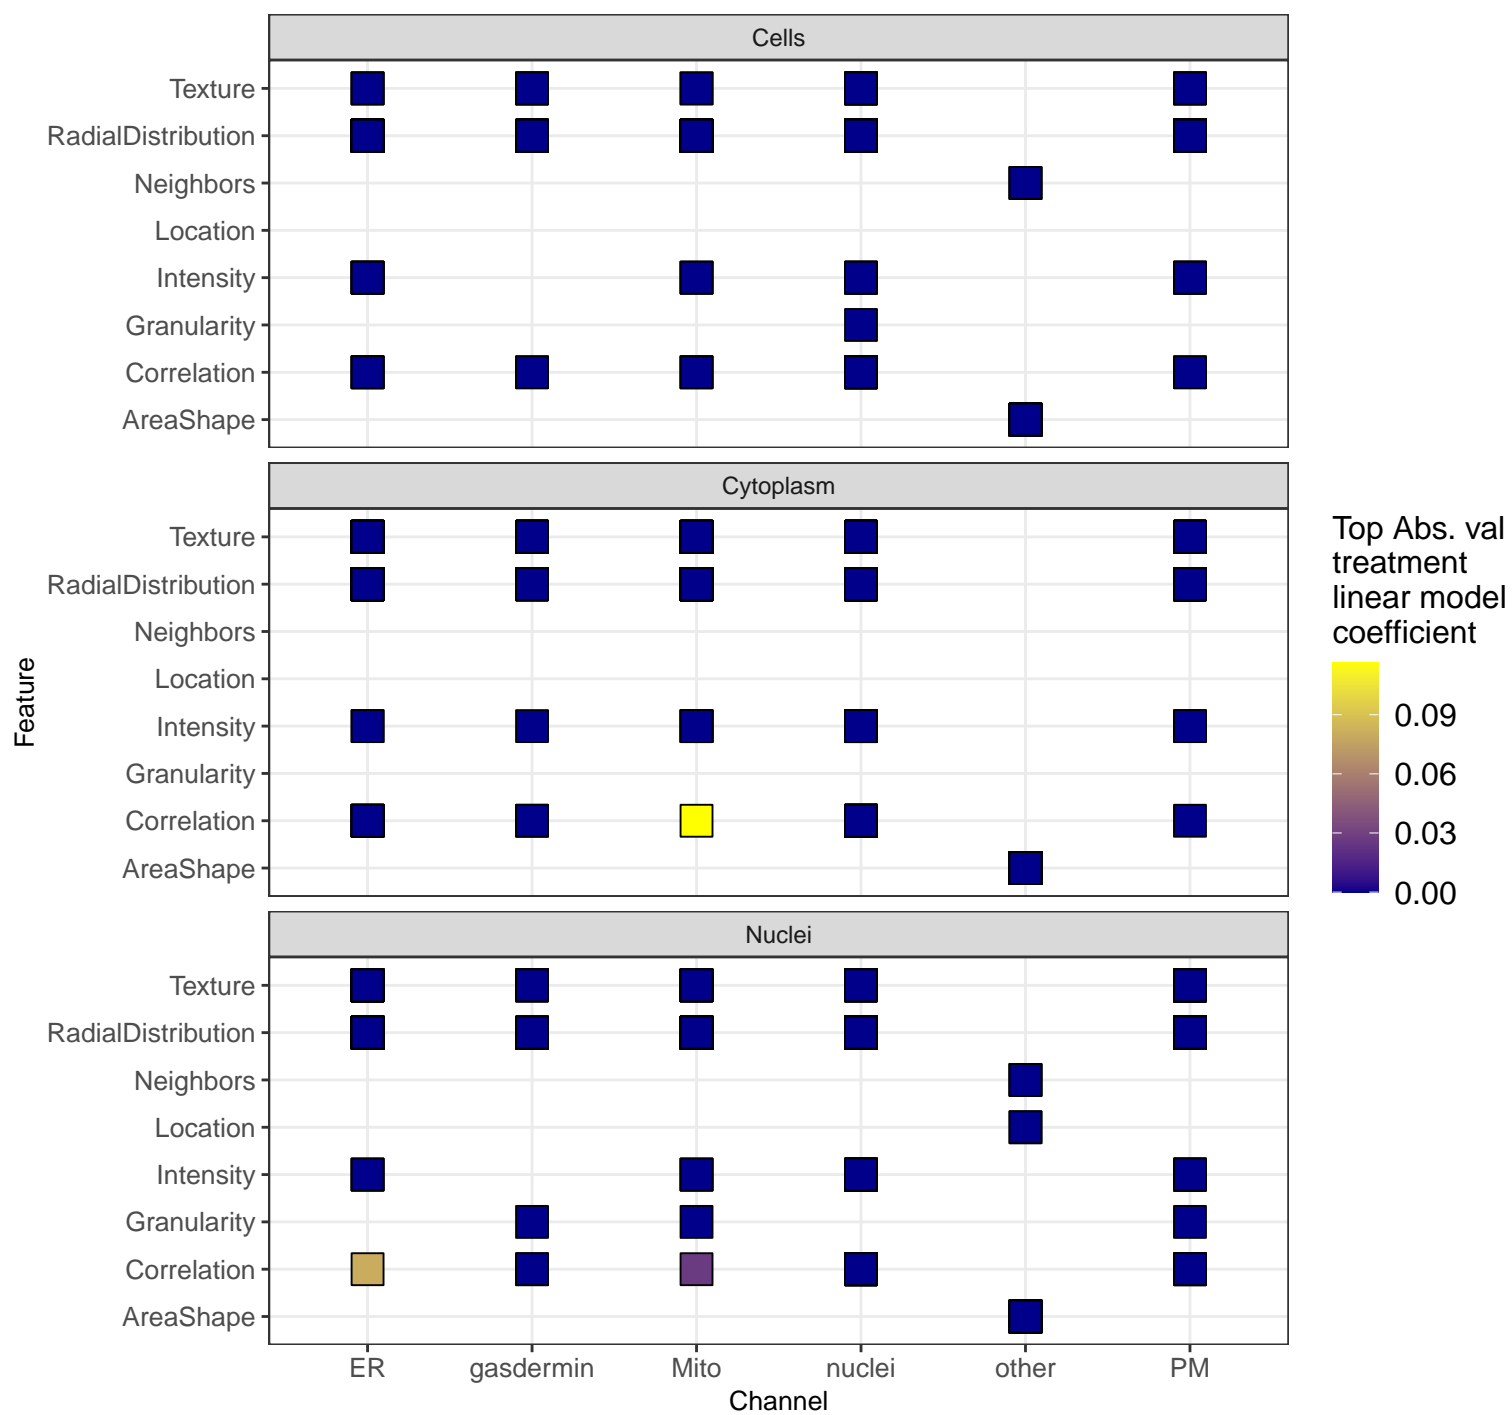 Cells
Texture
RadialDistribution
Neighbors
Location
Intensity
Granularity
Correlation
AreaShape
Cytoplasm
Texture
RadialDistribution
Neighbors
Location
Intensity
Granularity
Correlation
AreaShape
Nuclei
Texture
RadialDistribution
Neighbors
Location
Intensity
Granularity
Correlation
AreaShape
ER gasdermin Mito nuclei other PM
Channel
Feature
Top Abs. val
treatment
linear model
coefficient
0.09
0.06
0.03
0.00